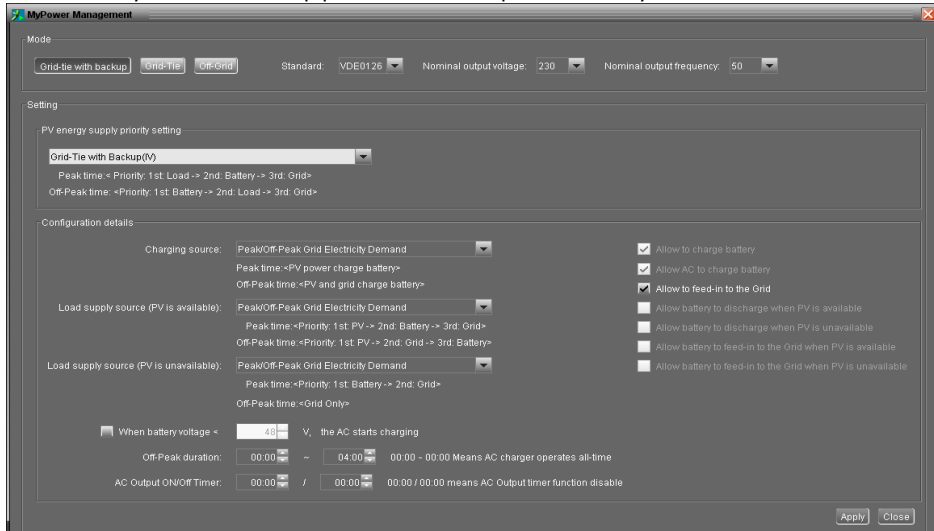 MyPower Management
Mode
Grid-tie with backup Grid-Tie Off-Grid Standard: VDE0126 Nominal output voltage: 230 Nominal output frequency: 50
Setting
PV energy supply priority setting
Grid-Tie with Backup(IV)
Peak time:< Priority: 1st: Load -> 2nd: Battery -> 3rd: Grid>
Off-Peak time: <Priority: 1st: Battery -> 2nd: Load -> 3rd: Grid>
Configuration details
Charging source: Peak/Off-Peak Grid Electricity Demand Allow to charge battery
Peak time:<PV power charge battery> Allow AC to charge battery
Off-Peak time:<PV and grid charge battery> Allow to feed-in to the Grid
Load supply source (PV is available): Peak/Off-Peak Grid Electricity Demand Allow battery to discharge when PV is available
Peak time:<Priority: 1st: PV -> 2nd: Battery -> 3rd: Grid> Allow battery to discharge when PV is unavailable
Off-Peak time:<Priority: 1st: PV -> 2nd: Grid -> 3rd: Battery> Allow battery to feed-in to the Grid when PV is available
Load supply source (PV is unavailable): Peak/Off-Peak Grid Electricity Demand Allow battery to feed-in to the Grid when PV is unavailable
Peak time:<Priority: 1st: Battery -> 2nd: Grid>
Off-Peak time:<Grid Only>
When battery voltage < 48 V, the AC starts charging
Off-Peak duration: 00:00 ~ 04:00 00:00 - 00:00 Means AC charger operates all-time
AC Output ON/Off Timer: 00:00 / 00:00 00:00 / 00:00 means AC Output timer function disable
Apply Close